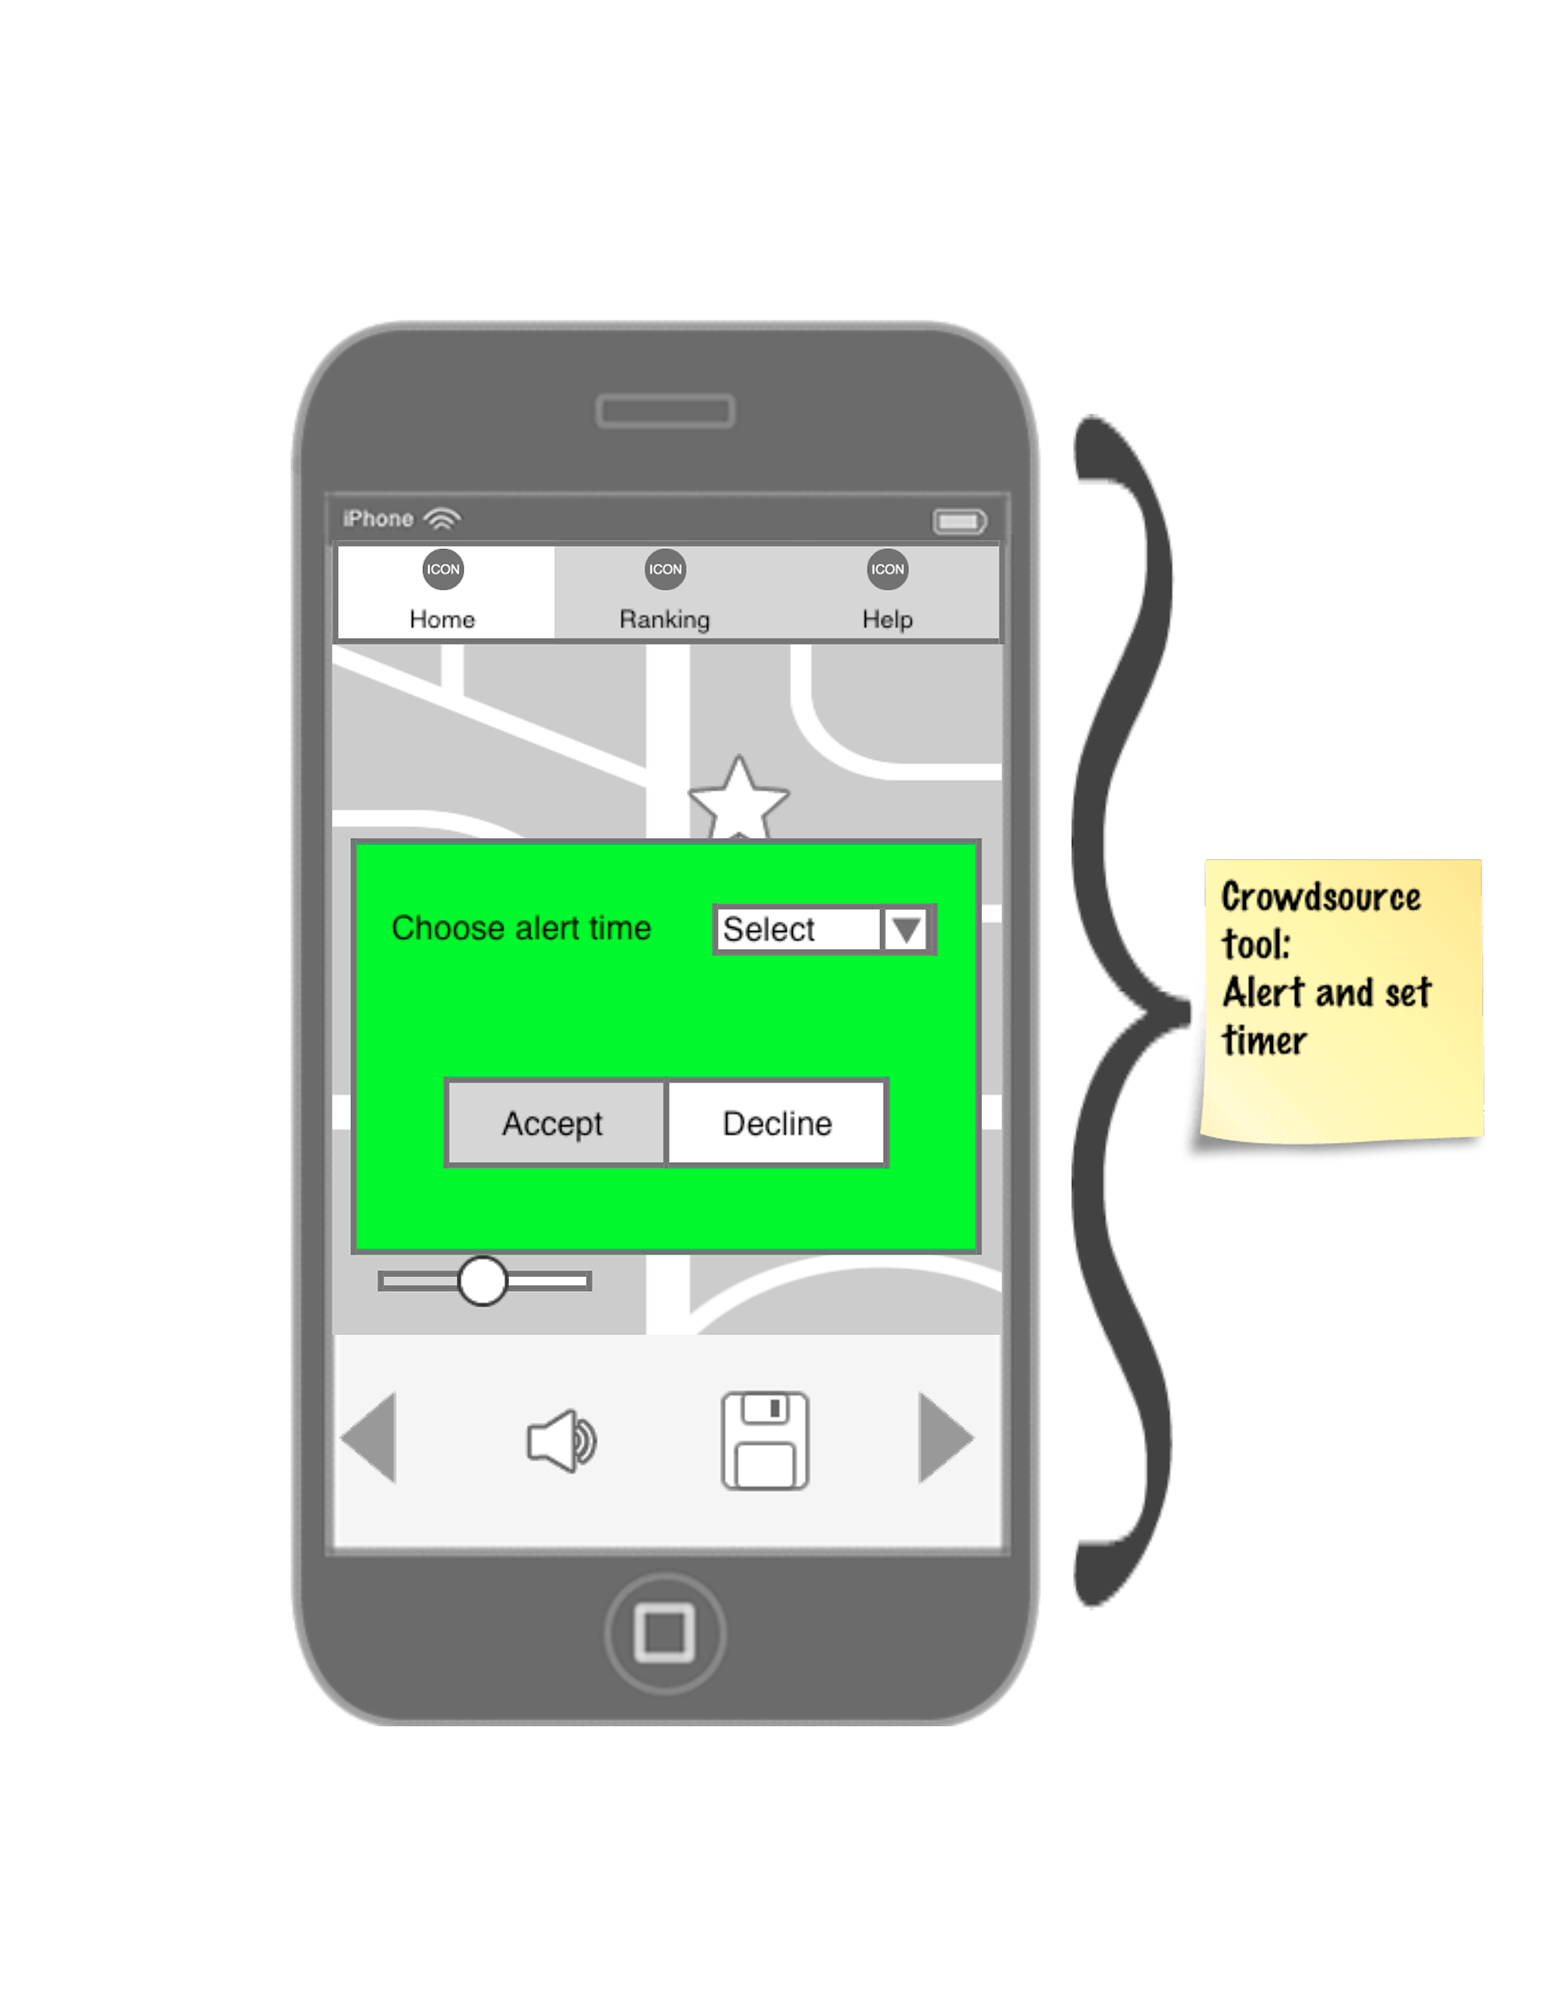 iPhone
ICON ICON ICON
Home Ranking Help
Choose alert time Select
Accept Decline
Crowdsource
tool:
Alert and set
timer